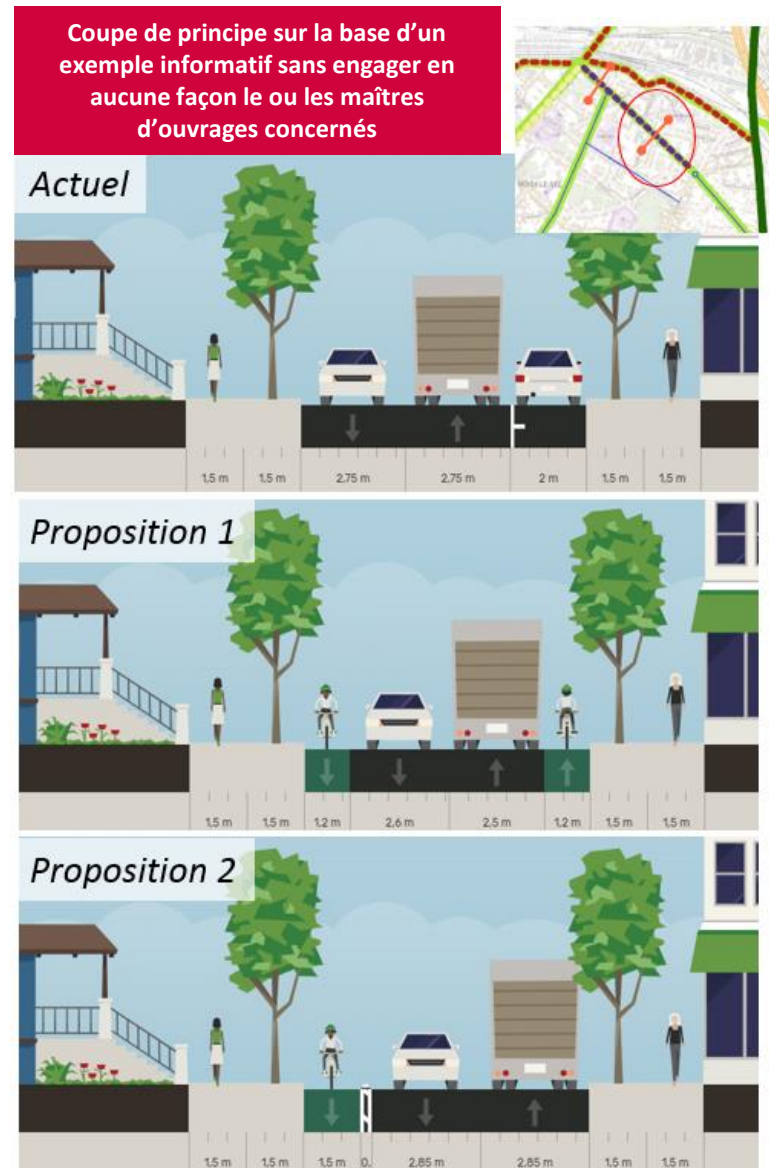 Coupe de principe sur la base d’un
exemple informatif sans engager en
aucune façon le ou les maîtres
d’ouvrages concernés
Actuel
1,5 m 1,5 m 2,75 m 2,75 m 2 m 1,5 m 1,5 m
Proposition 1
1,5 m 1,5 m 1,2 m 2,6 m 2,5 m 1,2 m 1,5 m 1,5 m
Proposition 2
1,5 m 1,5 m 1,5 m 0. 2,85 m 2,85 m 1,5 m 1,5 m